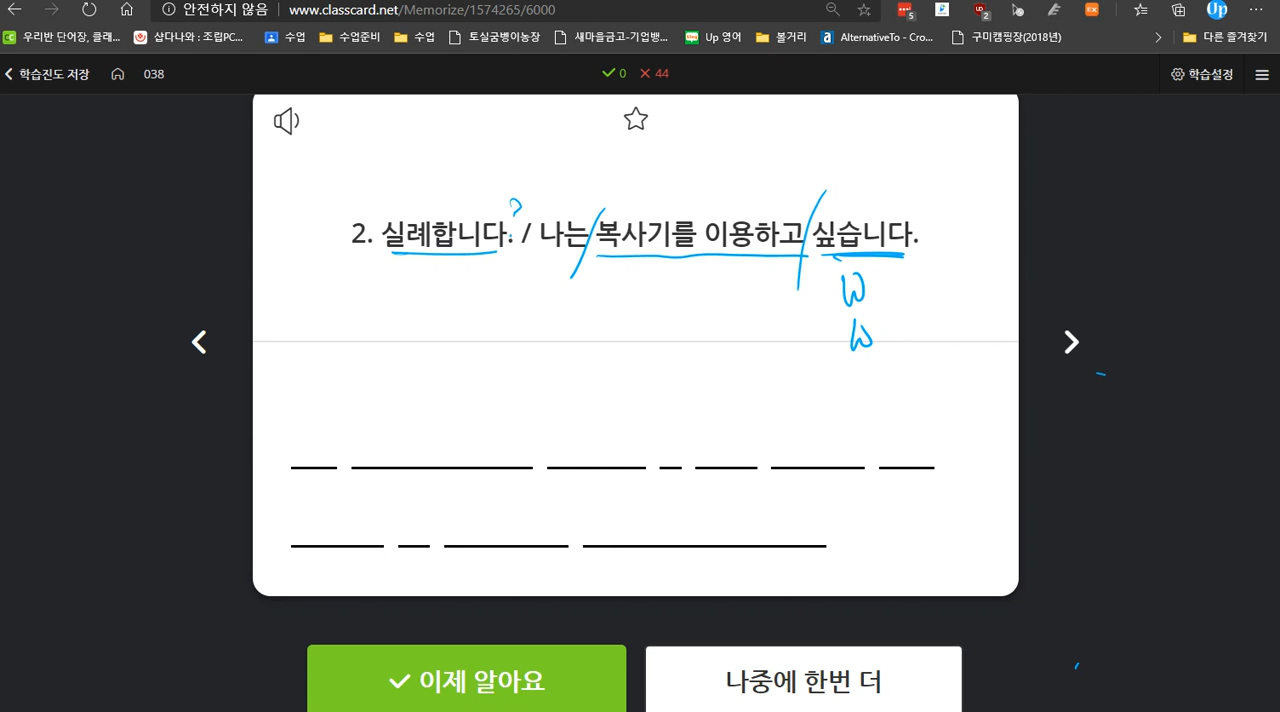 안전하지 않음 | www.classcard.net/Memorize/1574265/6000
우리반 단어장, 클래... 샵다나와 : 조립PC... 수업 수업준비 수업 토실굼벵이농장 새마을금고-기업뱅... Up 영어 볼거리 AlternativeTo - Cro... 구미캠핑장(2018년) 다른 즐겨찾기
학습진도 저장 038 0 44 학습설정
2. 실례합니다. / 나는 복사기를 이용하고 싶습니다.
이제 알아요 나중에 한번 더